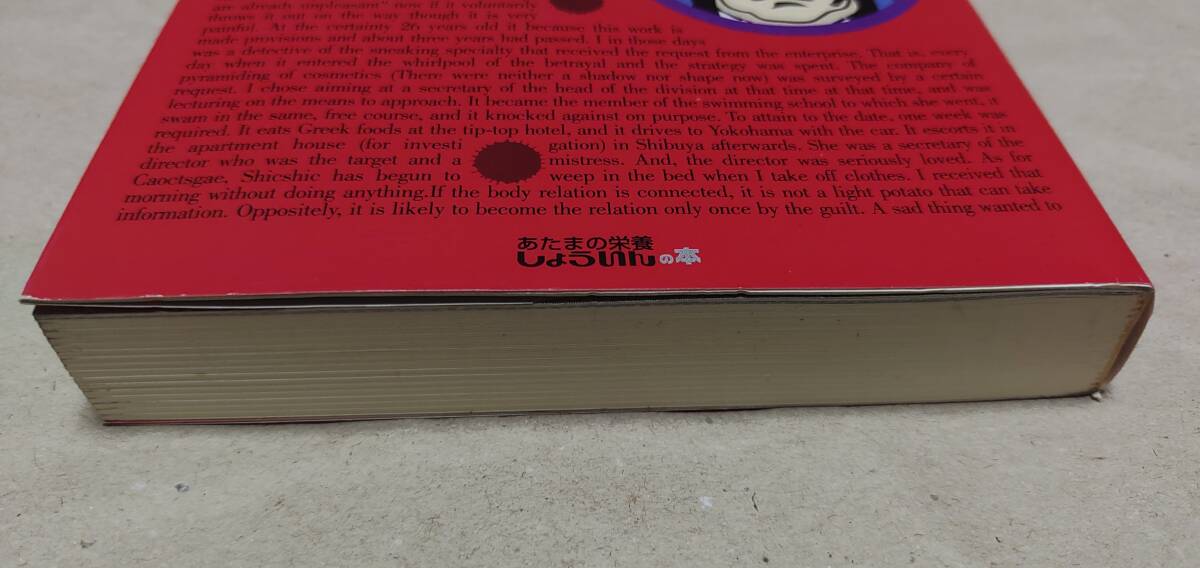 are already unpleasant" now if it voluntarily
throws it out on the way though it is very
painful. At the certainty 26 years old it because this work is
made provisions and about three years had passed. I in those days
was a detective of the sneaking specialty that received the request from the enterprise. That is, every
day when it entered the whirlpool of the betrayal and the strategy was spent. The company of
pyramiding of cosmetics (There were neither a shadow nor shape now) was surveyed by a certain
request. I chose aiming at a secretary of the head of the division at that time at that time, and was
lecturing on the means to approach. It became the member of the swimming school to which she went, it
swam in the same, free course, and it knocked against on purpose. To attain to the date, one week was
required. It eats Greek foods at the tip-top hotel, and it drives to Yokohama with the car. It escorts it in
the apartment house (for investi gation) in Shibuya afterwards. She was a secretary of the
director who was the target and a mistress. And, the director was seriously loved. As for
Caoctsgae, Shicshic has begun to weep in the bed when I take off clothes. I received that
morning without doing anything.If the body relation is connected, it is not a light potato that can take
information. Oppositely, it is likely to become the relation only once by the guilt. A sad thing wanted to
あたまの栄養
しょういんの本